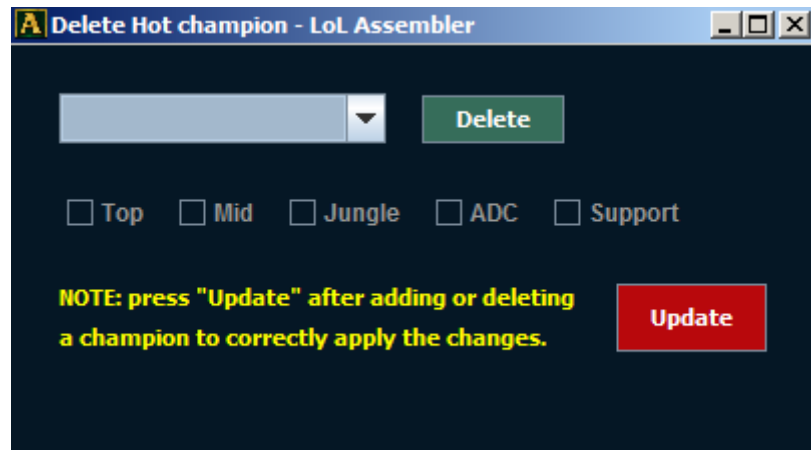 A Delete Hot champion - LoL Assembler
Delete
Top Mid Jungle ADC Support
NOTE: press "Update" after adding or deleting
a champion to correctly apply the changes.
Update